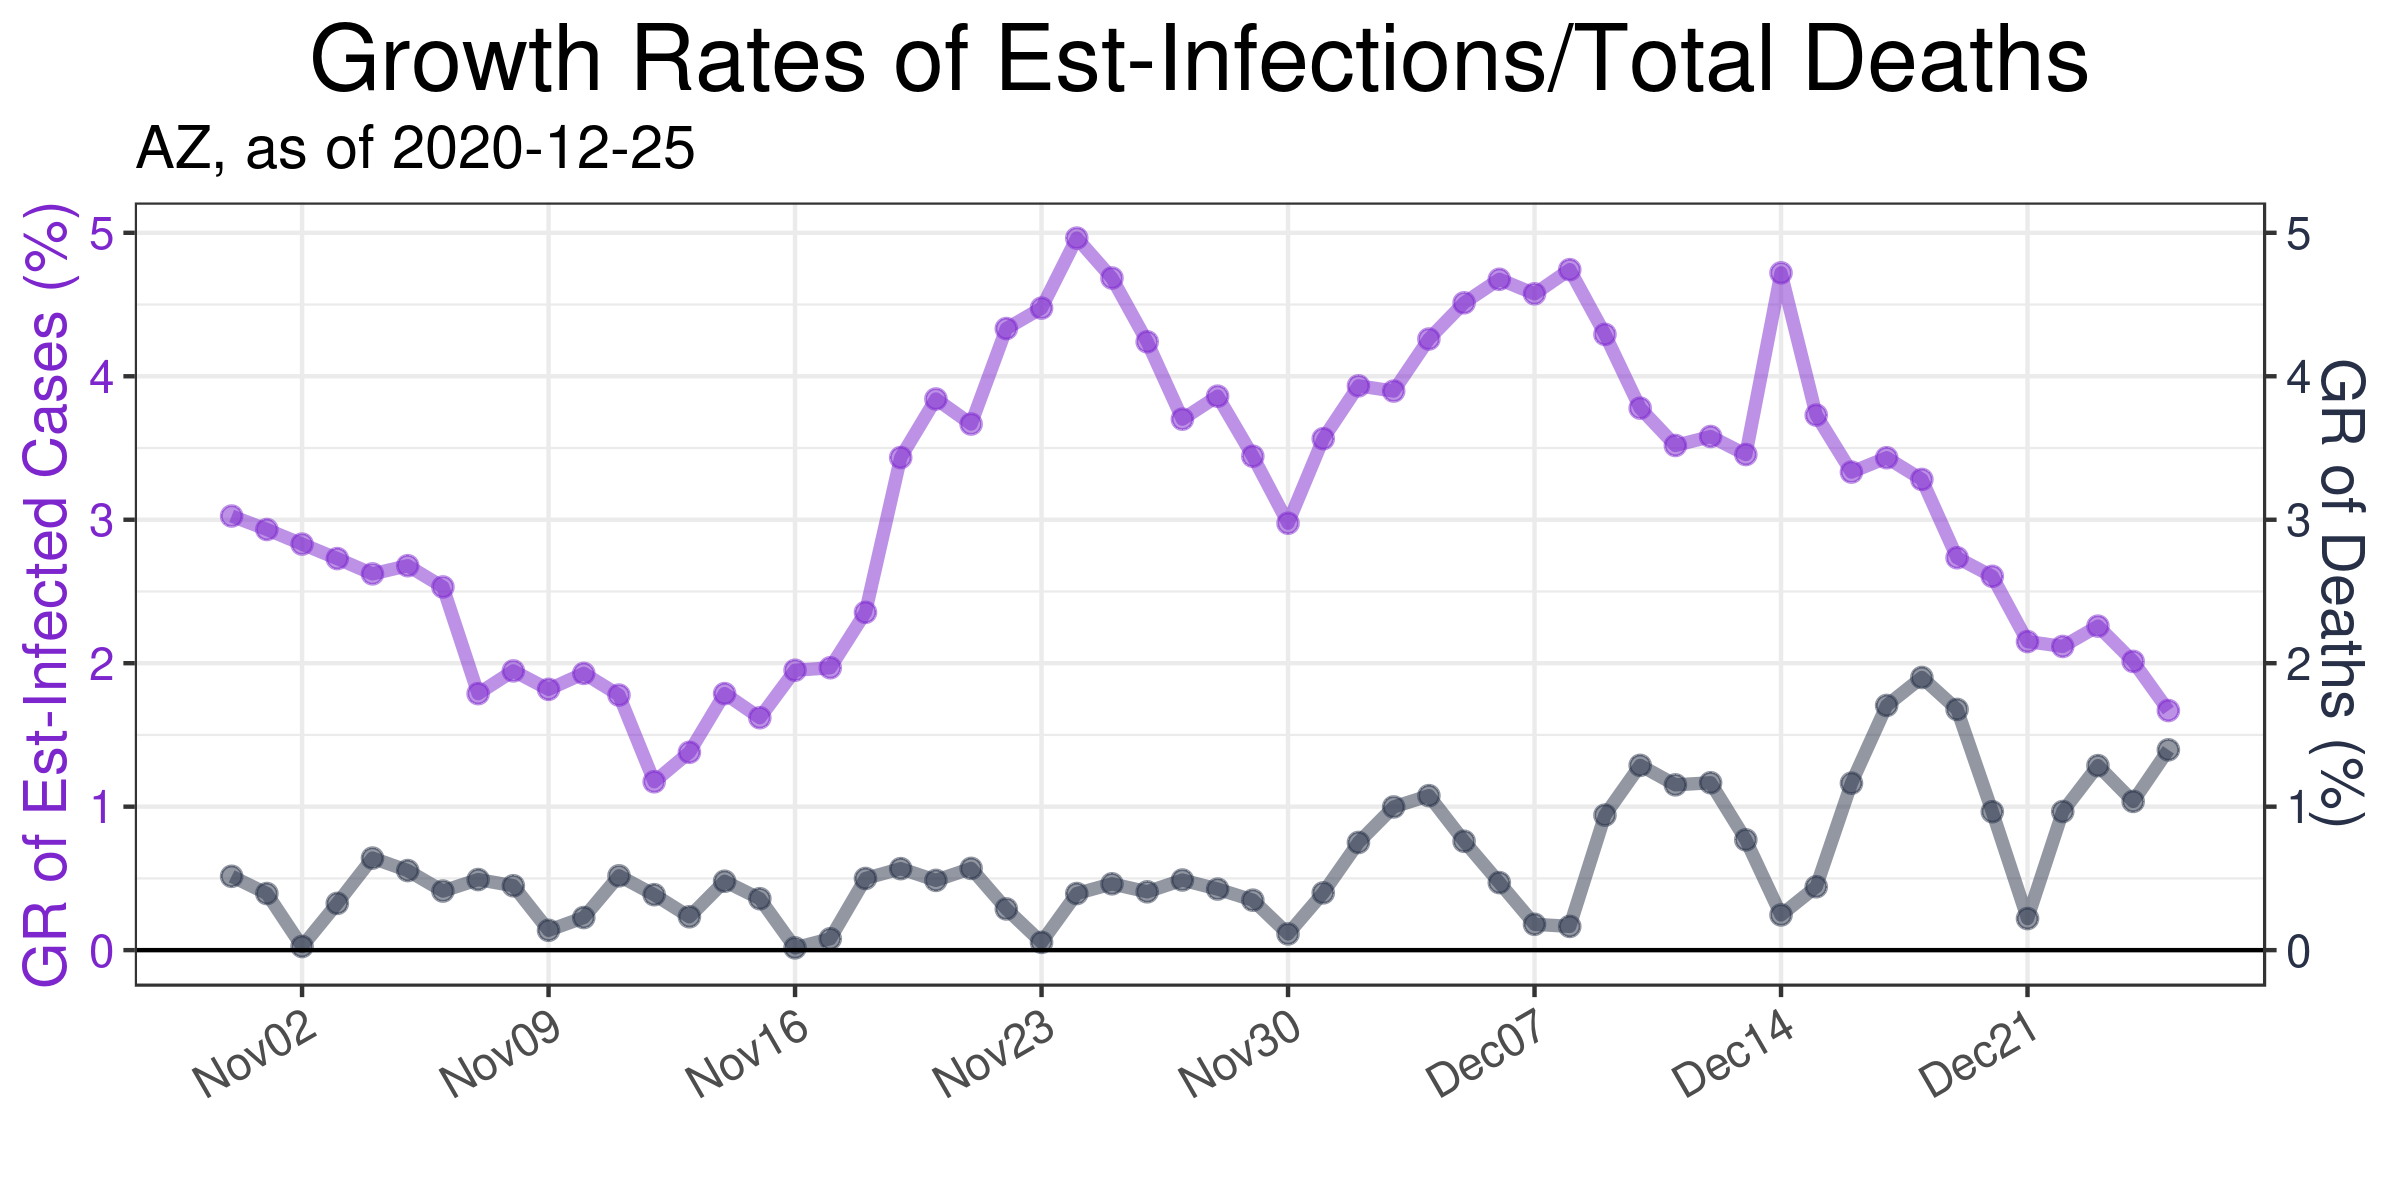 Growth Rates of Est-Infections/Total Deaths
AZ, as of 2020-12-25
GR of Est-Infected Cases (%)
5
4
3
2
1
0
5
4
3
2
1
0
GR of Deaths (%)
Nov02
Nov09
Nov16
Nov23
Nov30
Dec07
Dec14
Dec21